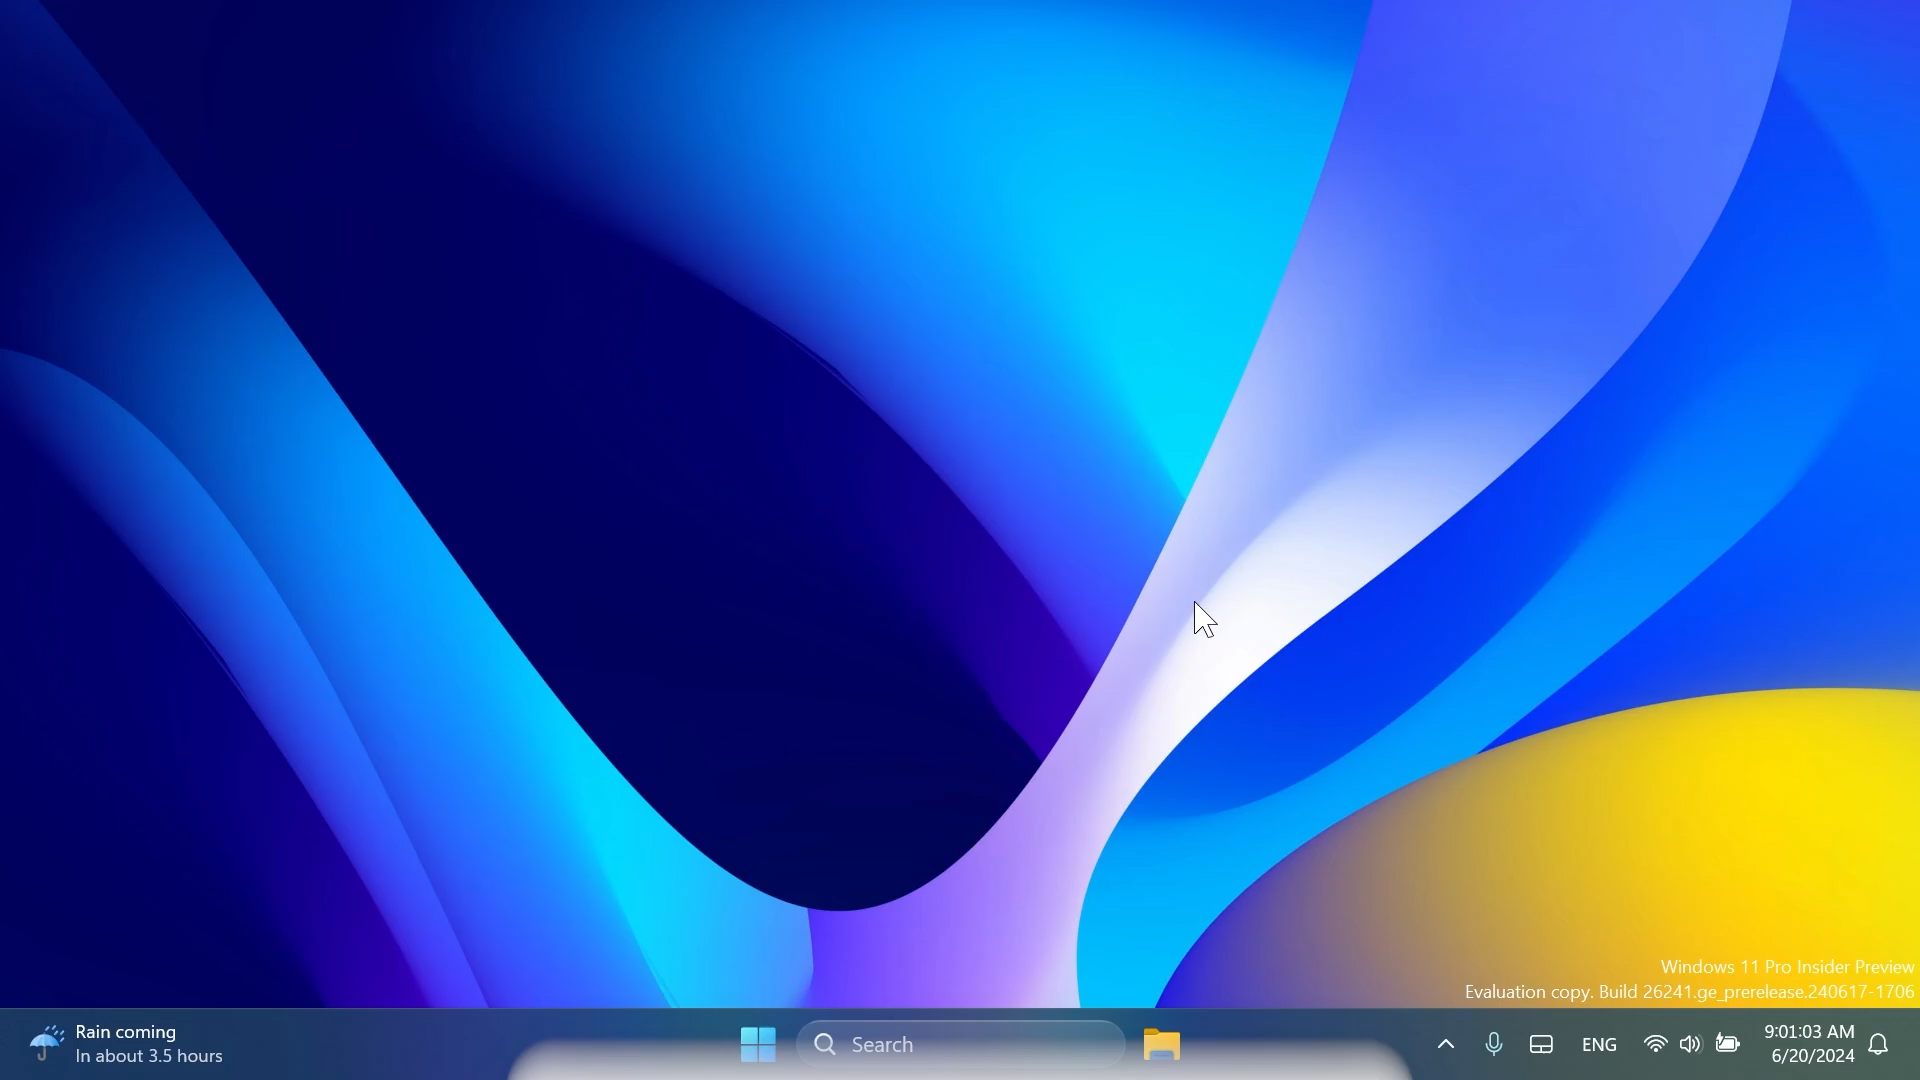 Windows 11 Pro Insider Preview
Evaluation copy. Build 26241.ge_prerelease.240617-1706
Rain coming
In about 3.5 hours
Search
ENG
9:01:03 AM
6/20/2024